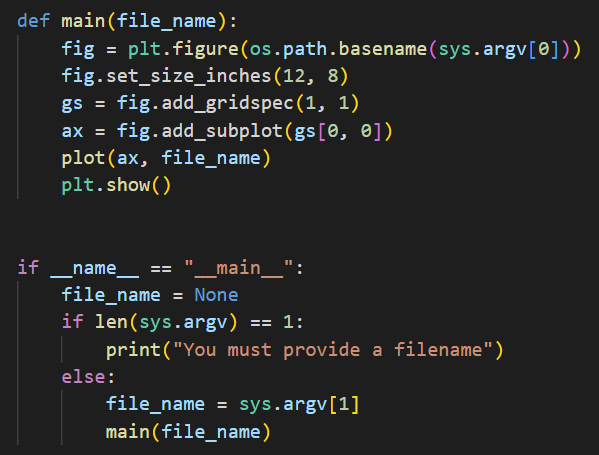 def main(file_name):
    fig = plt.figure(os.path.basename(sys.argv[0]))
    fig.set_size_inches(12, 8)
    gs = fig.add_gridspec(1, 1)
    ax = fig.add_subplot(gs[0, 0])
    plot(ax, file_name)
    plt.show()
if __name__ == "__main__":
    file_name = None
    if len(sys.argv) == 1:
        print("You must provide a filename")
    else:
        file_name = sys.argv[1]
        main(file_name)